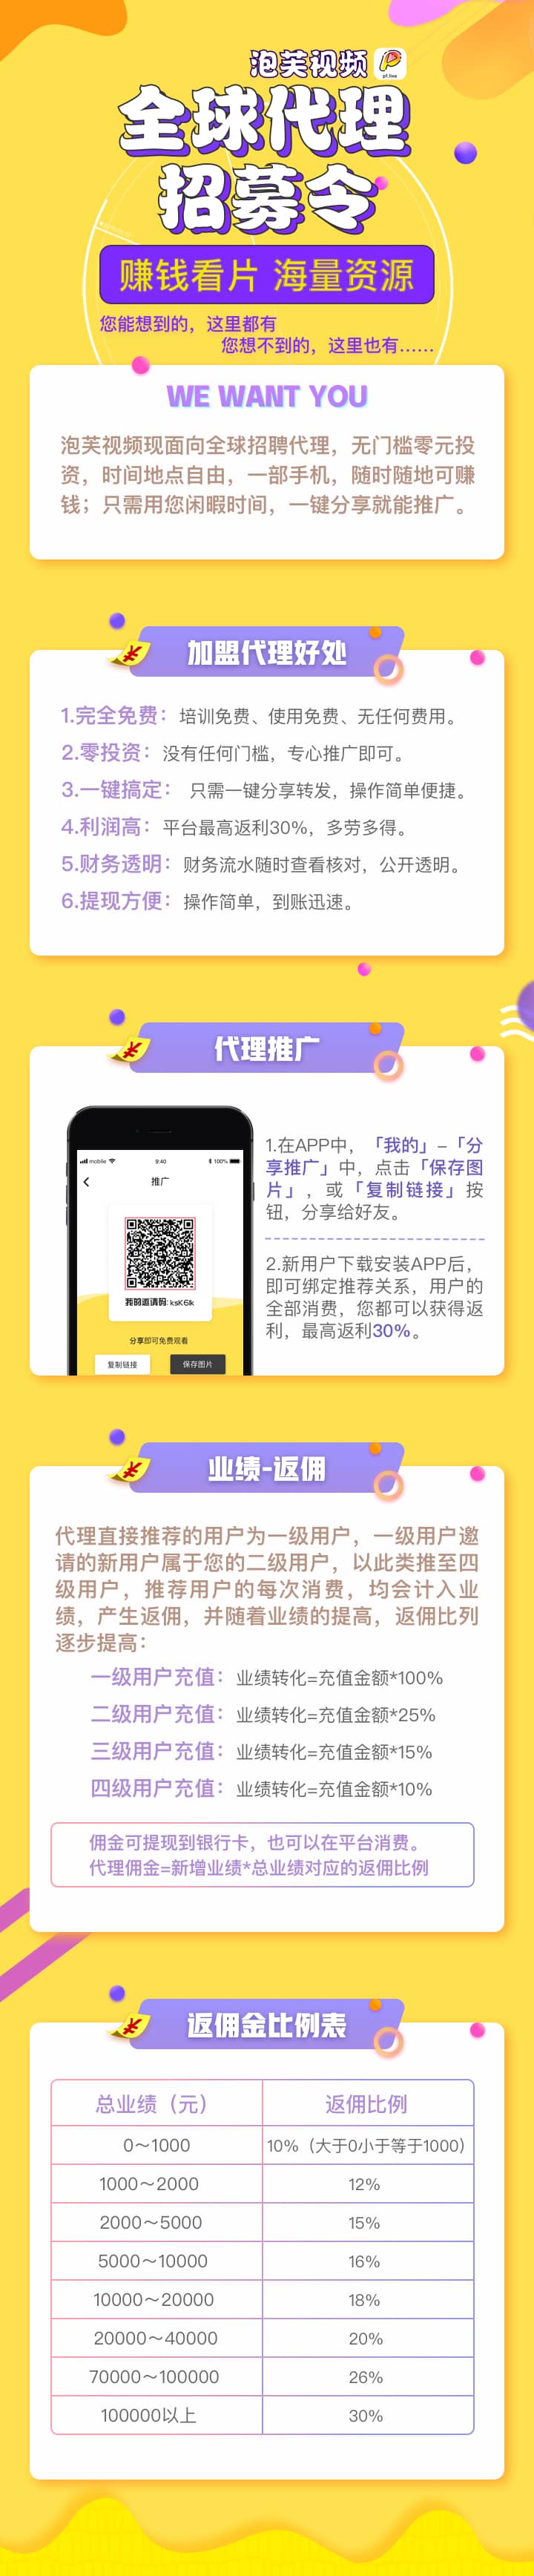 泡芙视频
pf live
全球代理
招募令
赚钱看片 海量资源
您能想到的，这里都有
您想不到的，这里也有……
WE WANT YOU
泡芙视频现面向全球招聘代理，无门槛零元投
资，时间地点自由，一部手机，随时随地可赚
钱；只需用您闲暇时间，一键分享就能推广。
加盟代理好处
1.完全免费：培训免费、使用免费、无任何费用。
2.零投资：没有任何门槛，专心推广即可。
3.一键搞定： 只需一键分享转发，操作简单便捷。
4.利润高：平台最高返利30%，多劳多得。
5.财务透明：财务流水随时查看核对，公开透明。
6.提现方便：操作简单，到账迅速。
代理推广
mobile 9:40 100%
推广
我的邀请码: ksK6lk
分享即可免费观看
复制链接 保存图片
1.在APP中，「我的」-「分
享推广」中，点击「保存图
片」，或「复制链接」按
钮，分享给好友。
2.新用户下载安装APP后，
即可绑定推荐关系，用户的
全部消费，您都可以获得返
利，最高返利30%。
业绩-返佣
代理直接推荐的用户为一级用户，一级用户邀
请的新用户属于您的二级用户，以此类推至四
级用户，推荐用户的每次消费，均会计入业
绩，产生返佣，并随着业绩的提高，返佣比列
逐步提高：
一级用户充值：业绩转化=充值金额*100%
二级用户充值：业绩转化=充值金额*25%
三级用户充值：业绩转化=充值金额*15%
四级用户充值：业绩转化=充值金额*10%
佣金可提现到银行卡，也可以在平台消费。
代理佣金=新增业绩*总业绩对应的返佣比例
返佣金比例表
总业绩（元） 返佣比例
0～1000 10%（大于0小于等于1000）
1000～2000 12%
2000～5000 15%
5000～10000 16%
10000～20000 18%
20000～40000 20%
70000～100000 26%
100000以上 30%